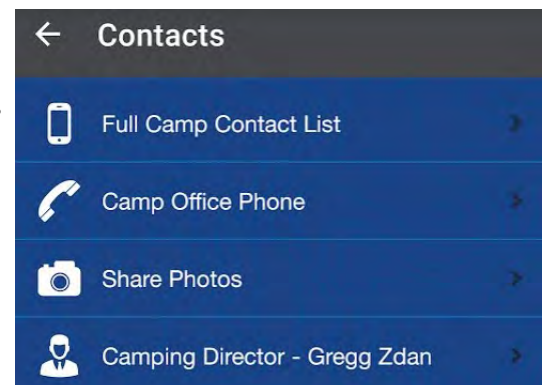 Contacts
Full Camp Contact List
Camp Office Phone
Share Photos
Camping Director - Gregg Zdan